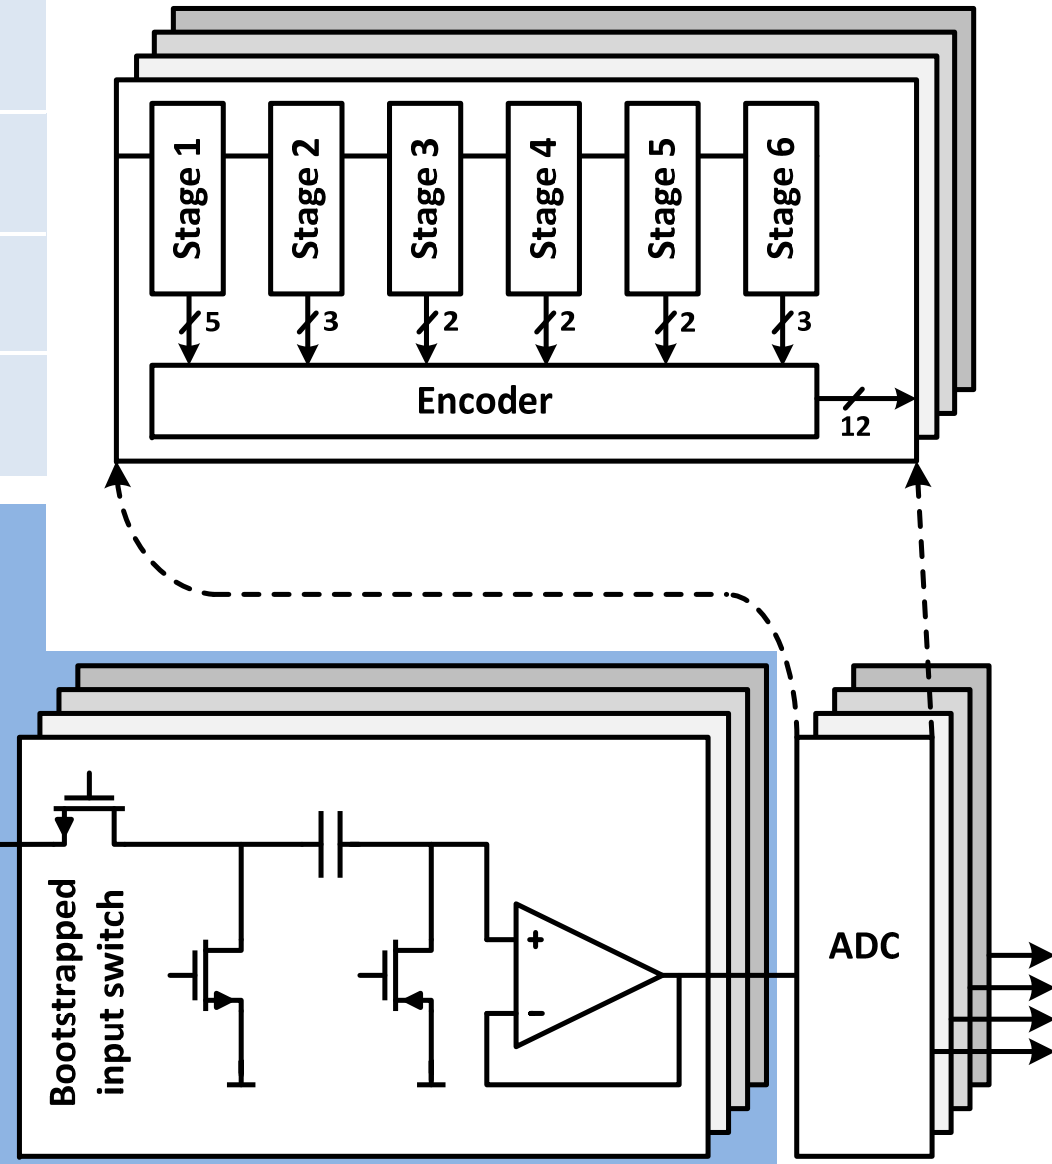 Stage 1
Stage 2
Stage 3
Stage 4
Stage 5
Stage 6
5
3
2
2
2
3
Encoder
12
Bootstrapped
input switch
+
−
ADC